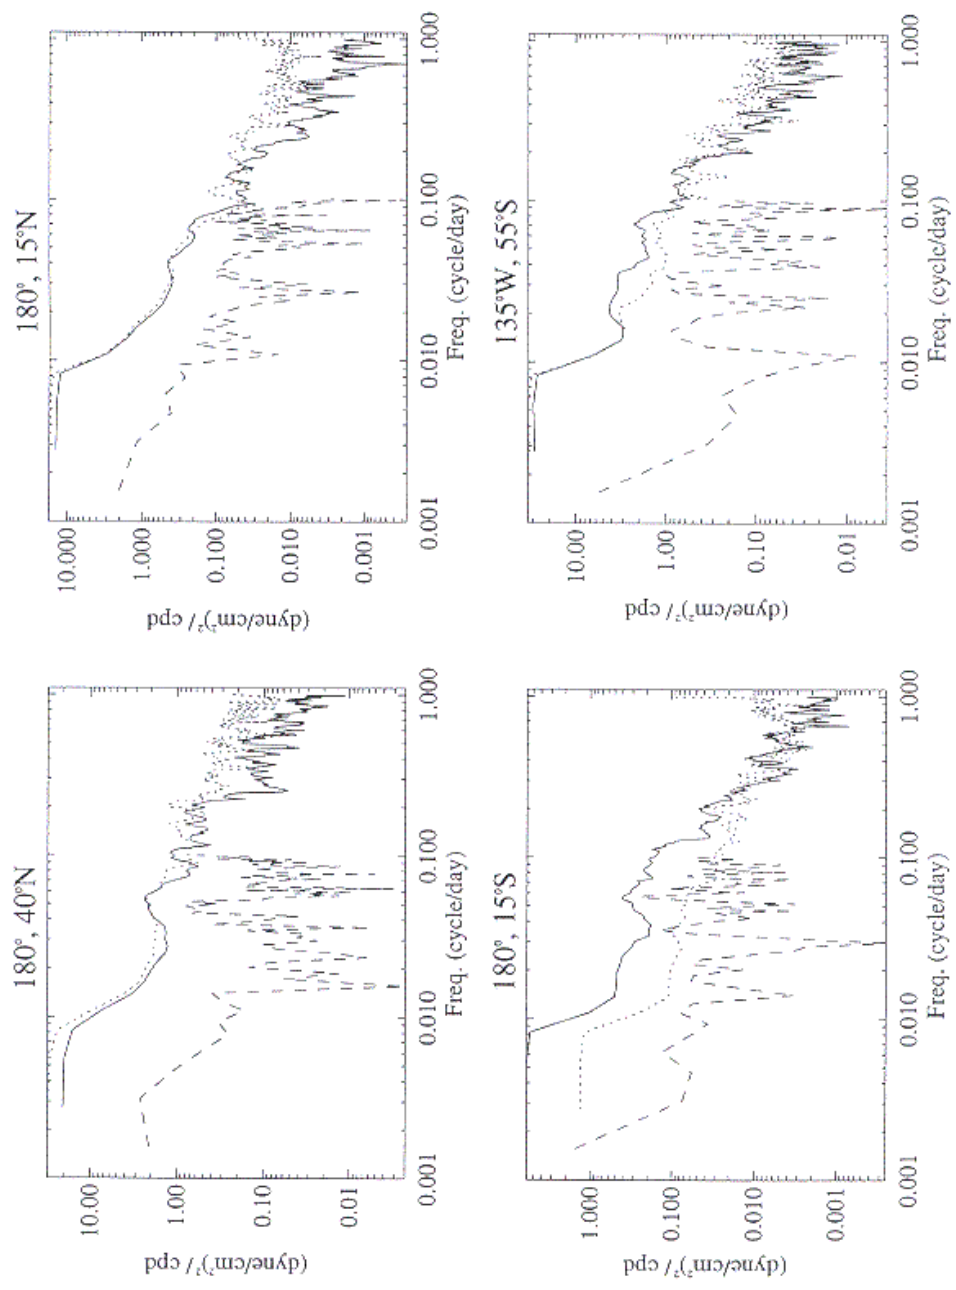 180°, 40°N
(dyne/cm²)²/ cpd
10.00
1.00
0.10
0.01
0.001 0.010 0.100 1.000
Freq. (cycle/day)
180°, 15°N
(dyne/cm²)²/ cpd
10.000
1.000
0.100
0.010
0.001
0.001 0.010 0.100 1.000
Freq. (cycle/day)
180°, 15°S
(dyne/cm²)²/ cpd
1.000
0.100
0.010
0.001
0.001 0.010 0.100 1.000
Freq. (cycle/day)
135°W, 55°S
(dyne/cm²)²/ cpd
10.00
1.00
0.10
0.01
0.001 0.010 0.100 1.000
Freq. (cycle/day)